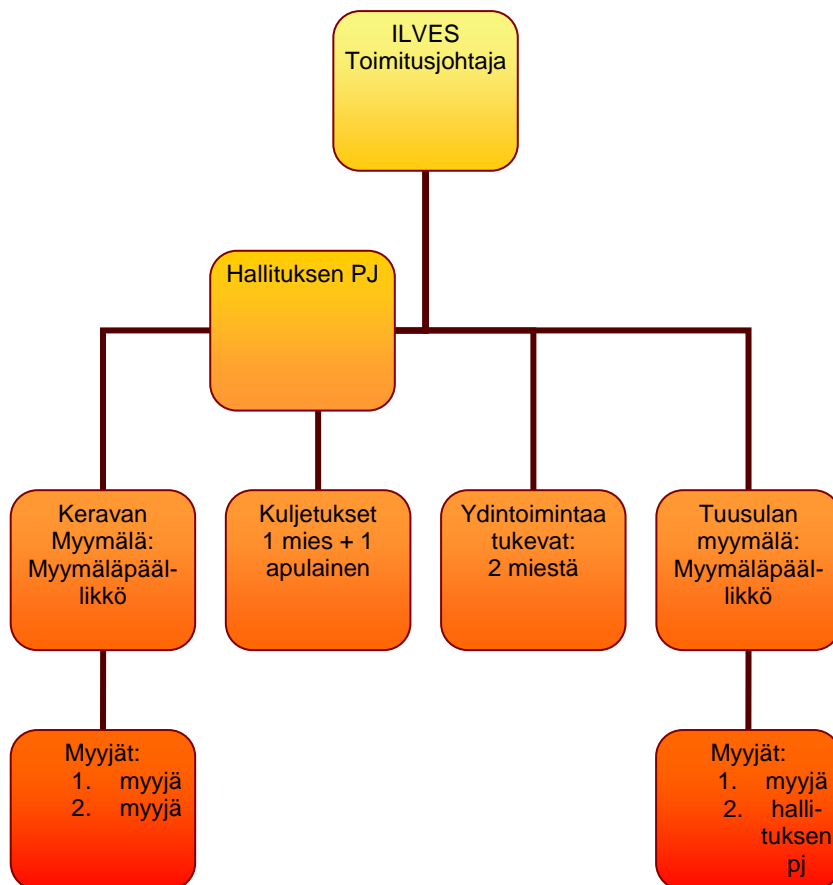 ILVES
Toimitusjohtaja
Hallituksen PJ
Keravan
Myymälä:
Myymäläpääl-
likkö
Kuljetukset
1 mies + 1
apulainen
Ydintoimintaa
tukevat:
2 miestä
Tuusulan
myymälä:
Myymäläpääl-
likkö
Myyjät:
1. myyjä
2. myyjä
Myyjät:
1. myyjä
2. halli-
tuksen
pj